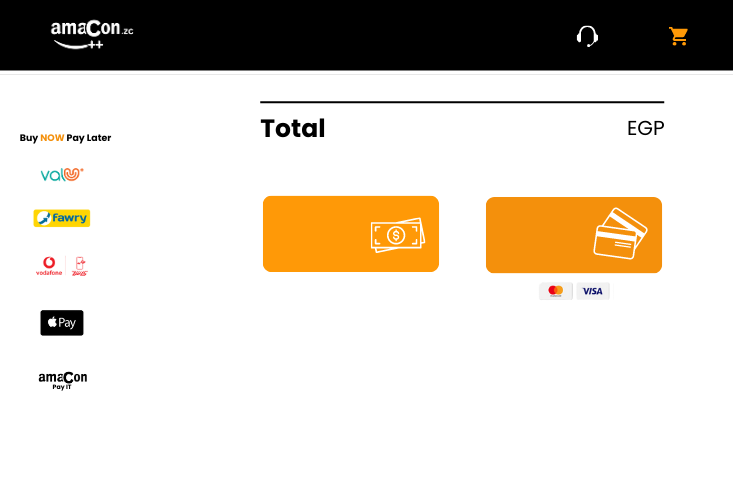 amaCon.zc
++
Buy NOW Pay Later
Total
EGP
valU
fawry
vodafone
Pay
VISA
amaCon
Pay IT